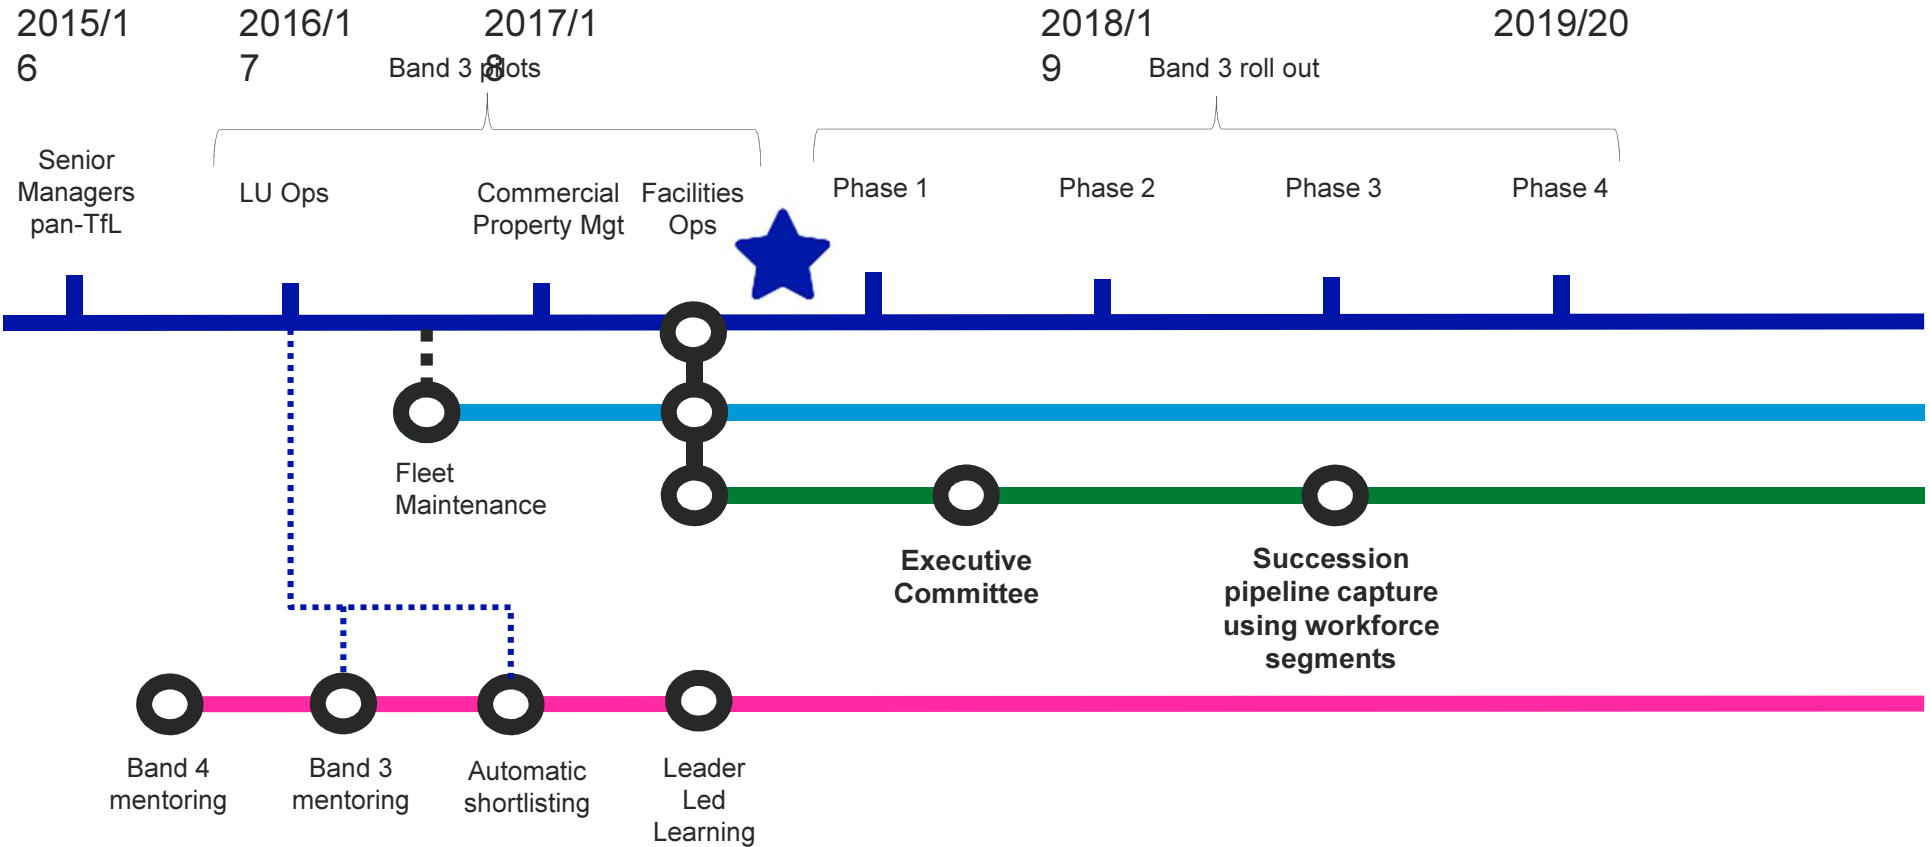 2015/1
6
2016/1
7
2017/1
8
2018/1
9
2019/20
Band 3 pilots
Band 3 roll out
Senior
Managers
pan-TfL
LU Ops
Commercial
Property Mgt
Facilities
Ops
Phase 1
Phase 2
Phase 3
Phase 4
Fleet
Maintenance
Executive
Committee
Succession
pipeline capture
using workforce
segments
Band 4
mentoring
Band 3
mentoring
Automatic
shortlisting
Leader
Led
Learning